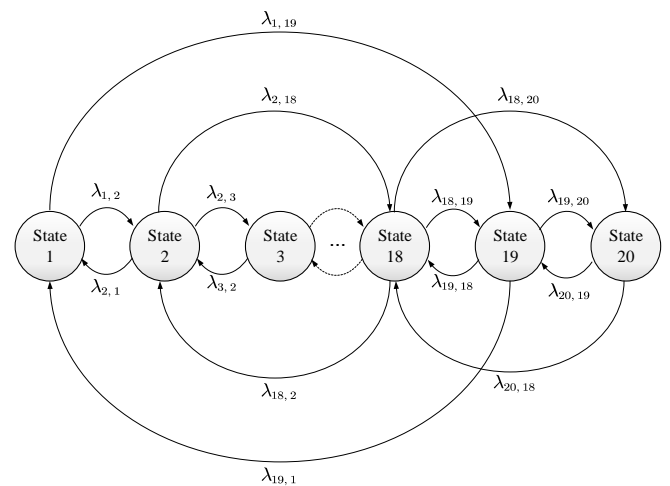 λ1, 19
λ2, 18
λ18, 20
λ1, 2
λ2, 3
λ18, 19
λ19, 20
State
1
State
2
State
3
...
State
18
State
19
State
20
λ2, 1
λ3, 2
λ19, 18
λ20, 19
λ18, 2
λ20, 18
λ19, 1